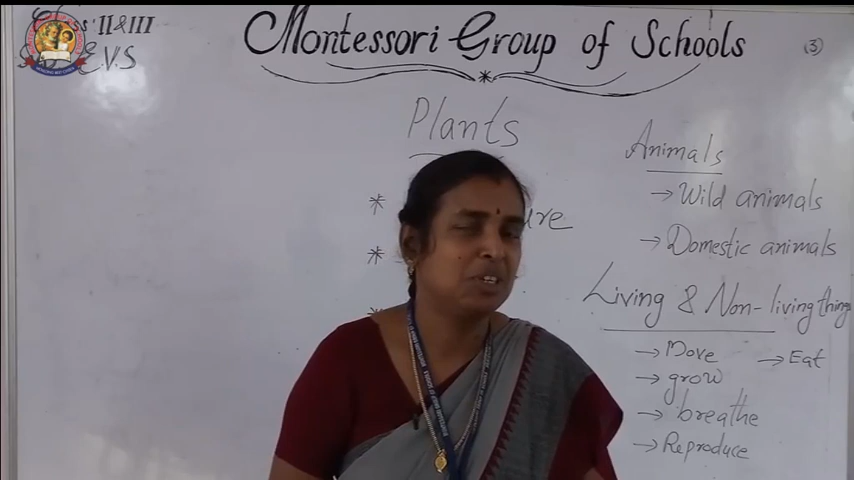 Class II & III
E.V.S
Montessori Group of Schools
(3)
Plants
*
*
Animals
→ Wild animals
→ Domestic animals
Living & Non-living things
→ Move → Eat
→ grow
→ breathe
→ Reproduce